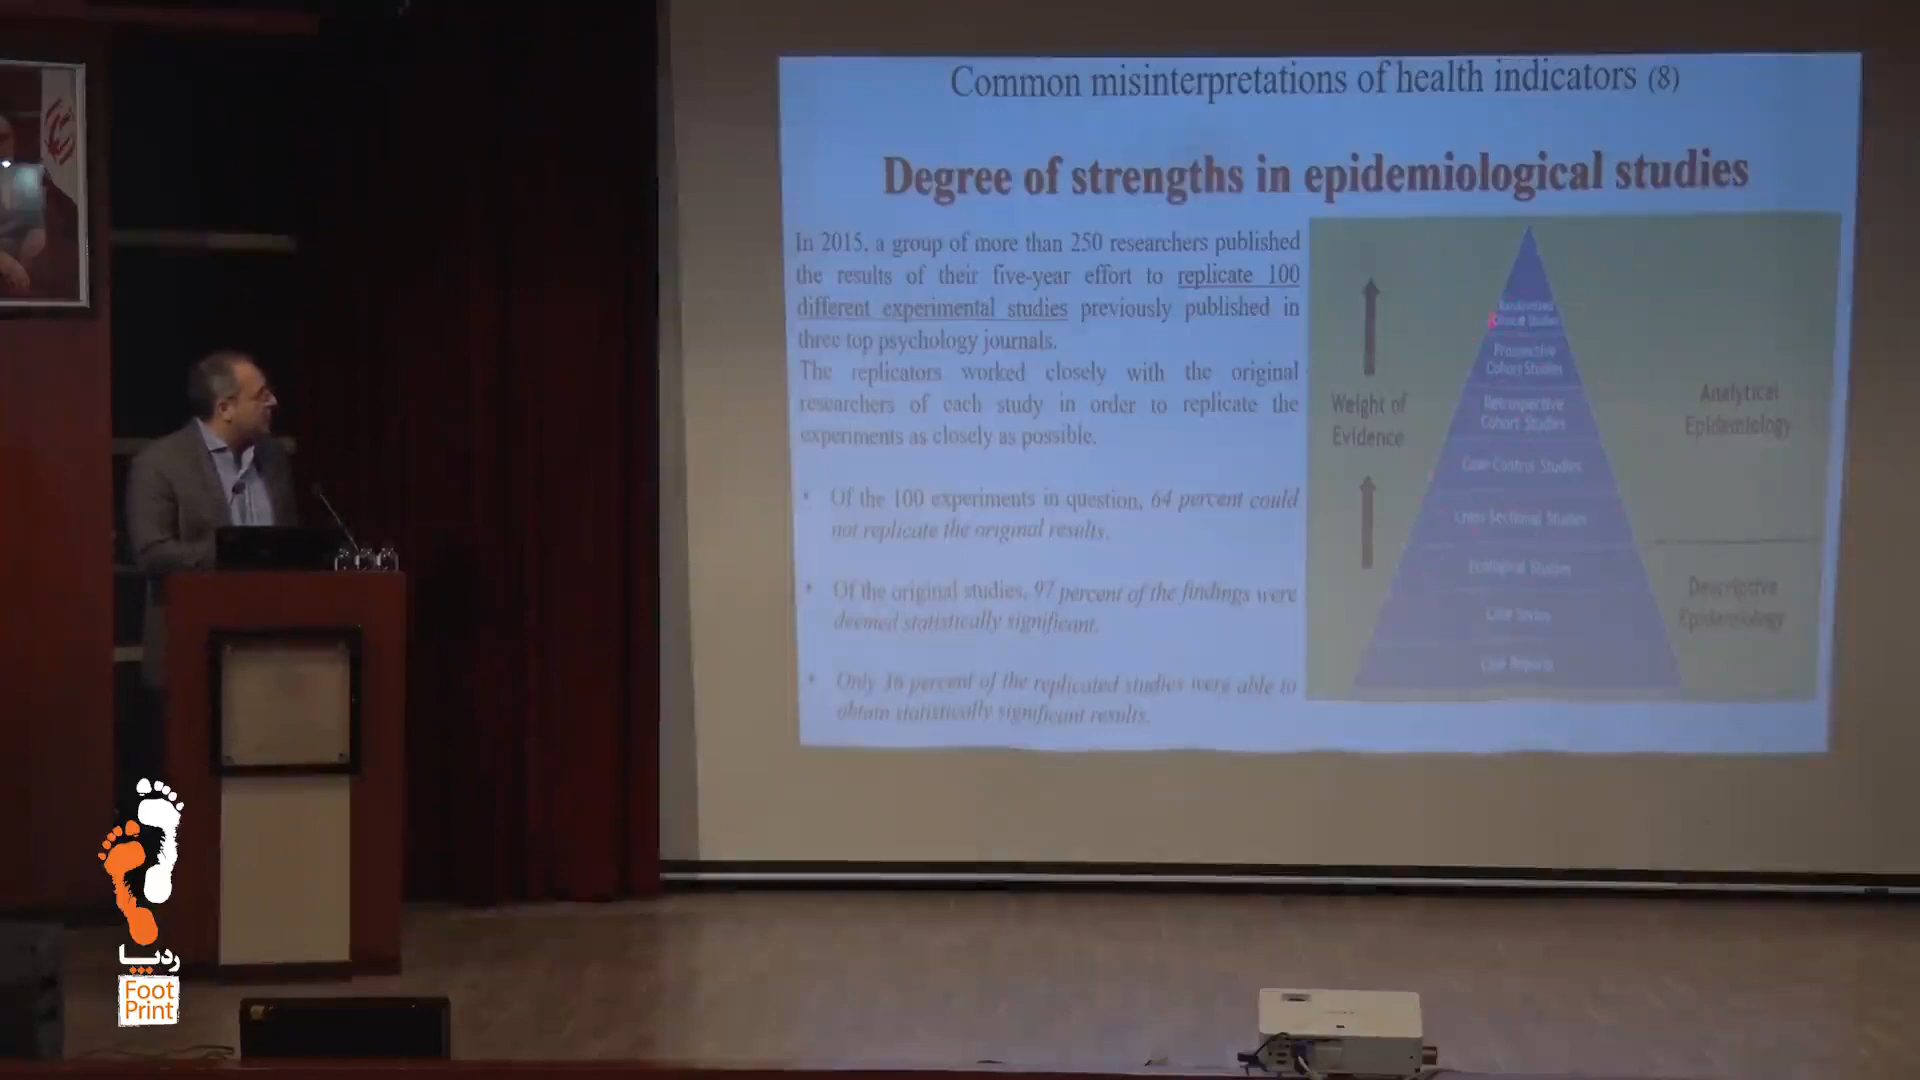 Common misinterpretations of health indicators (8)
Degree of strengths in epidemiological studies
In 2015, a group of more than 250 researchers published
the results of their five-year effort to replicate 100
different experimental studies previously published in
three top psychology journals.
The replicators worked closely with the original
researchers of each study in order to replicate the
experiments as closely as possible.
• Of the 100 experiments in question, 64 percent could
not replicate the original results.
• Of the original studies, 97 percent of the findings were
deemed statistically significant.
• Only 36 percent of the replicated studies were able to
obtain statistically significant results.
Weight of
Evidence
Randomized
Clinical Studies
Prospective
Cohort Studies
Retrospective
Cohort Studies
Case-Control Studies
Cross Sectional Studies
Ecological Studies
Case Series
Case Reports
Analytical
Epidemiology
Descriptive
Epidemiology
ردپا
Foot
Print